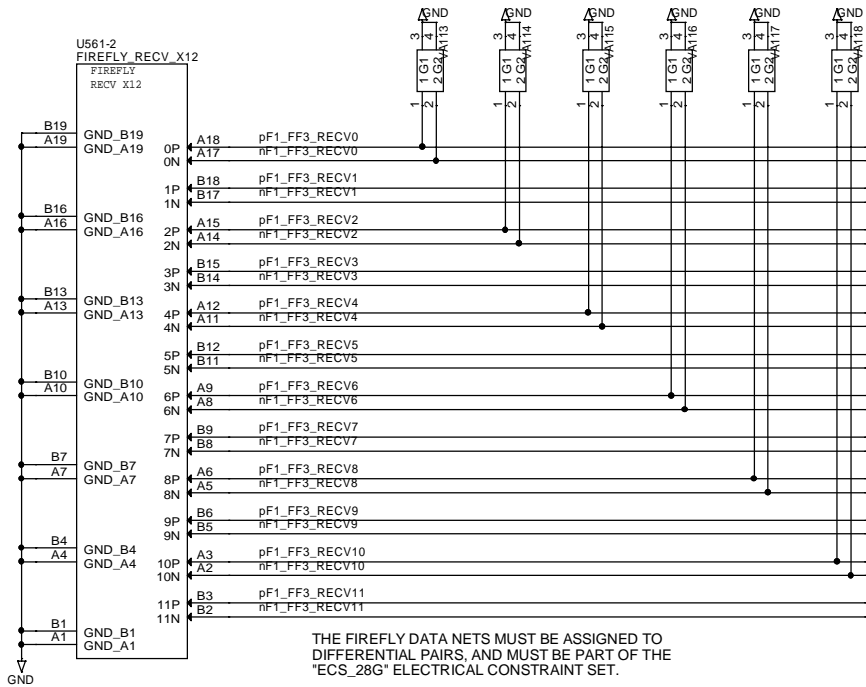 GND GND GND GND GND GND
3 4 VA113 3 4 VA114 3 4 VA115 3 4 VA116 3 4 VA117 3 4 VA118
1 G1 2 G2 1 G1 2 G2 1 G1 2 G2 1 G1 2 G2 1 G1 2 G2 1 G1 2 G2
1 2 1 2 1 2 1 2 1 2 1 2
U561-2
FIREFLY_RECV_X12
FIREFLY
RECV X12
B19 GND_B19
A19 GND_A19 0P A18 pF1_FF3_RECV0
0N A17 nF1_FF3_RECV0
1P B18 pF1_FF3_RECV1
1N B17 nF1_FF3_RECV1
B16 GND_B16
A16 GND_A16 2P A15 pF1_FF3_RECV2
2N A14 nF1_FF3_RECV2
3P B15 pF1_FF3_RECV3
3N B14 nF1_FF3_RECV3
B13 GND_B13
A13 GND_A13 4P A12 pF1_FF3_RECV4
4N A11 nF1_FF3_RECV4
5P B12 pF1_FF3_RECV5
5N B11 nF1_FF3_RECV5
B10 GND_B10
A10 GND_A10 6P A9 pF1_FF3_RECV6
6N A8 nF1_FF3_RECV6
7P B9 pF1_FF3_RECV7
7N B8 nF1_FF3_RECV7
B7 GND_B7
A7 GND_A7 8P A6 pF1_FF3_RECV8
8N A5 nF1_FF3_RECV8
9P B6 pF1_FF3_RECV9
9N B5 nF1_FF3_RECV9
B4 GND_B4
A4 GND_A4 10P A3 pF1_FF3_RECV10
10N A2 nF1_FF3_RECV10
11P B3 pF1_FF3_RECV11
11N B2 nF1_FF3_RECV11
B1 GND_B1
A1 GND_A1
GND
THE FIREFLY DATA NETS MUST BE ASSIGNED TO
DIFFERENTIAL PAIRS, AND MUST BE PART OF THE
"ECS_28G" ELECTRICAL CONSTRAINT SET.